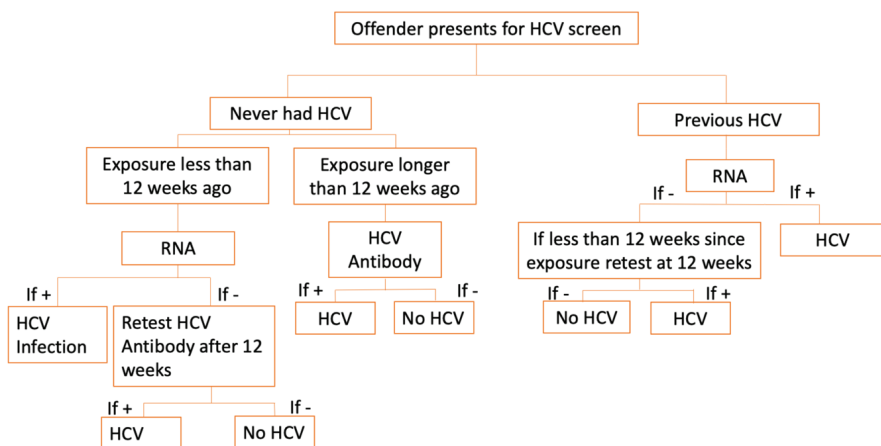 Offender presents for HCV screen
Never had HCV
Previous HCV
Exposure less than
12 weeks ago
Exposure longer
than 12 weeks ago
RNA
If -
If +
RNA
HCV
Antibody
If less than 12 weeks since
exposure retest at 12 weeks
HCV
If +
If -
If +
If -
If -
If +
HCV
Infection
Retest HCV
Antibody after 12
weeks
HCV
No HCV
No HCV
HCV
If +
If -
HCV
No HCV